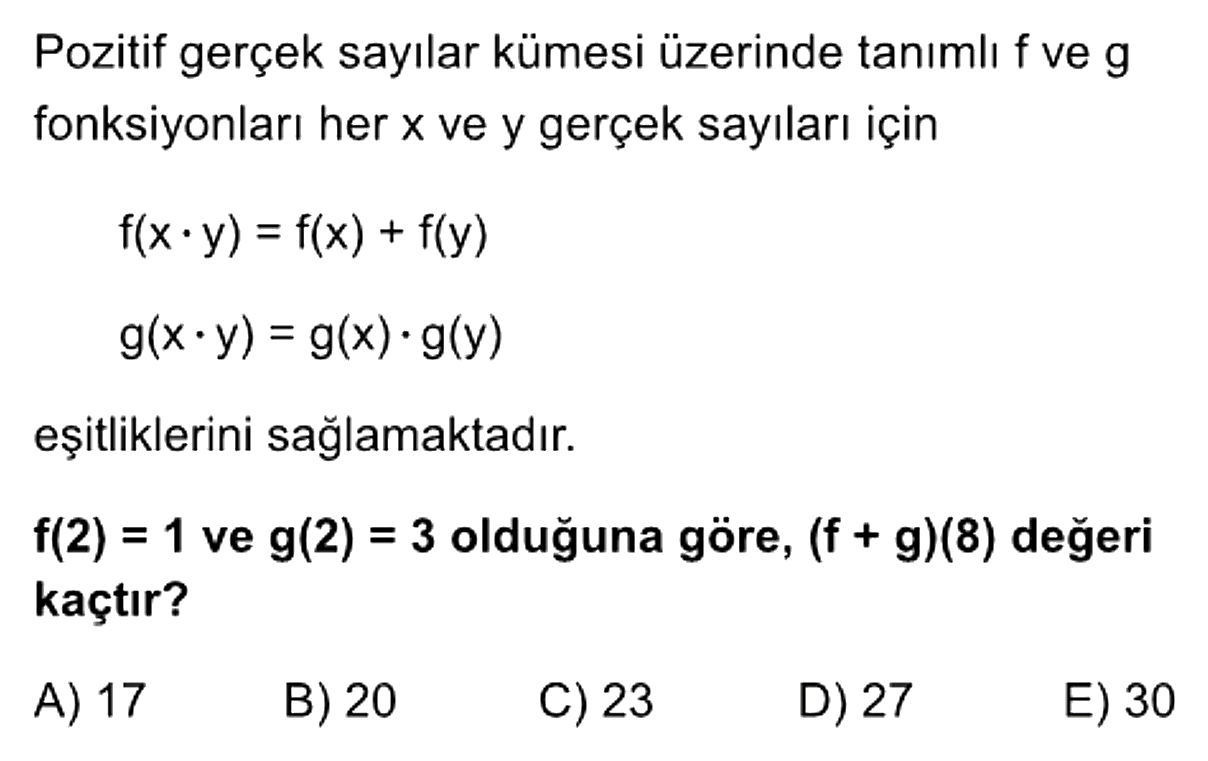 Pozitif gerçek sayılar kümesi üzerinde tanımlı f ve g
fonksiyonları her x ve y gerçek sayıları için
f(x · y) = f(x) + f(y)
g(x · y) = g(x) · g(y)
eşitliklerini sağlamaktadır.
f(2) = 1 ve g(2) = 3 olduğuna göre, (f + g)(8) değeri
kaçtır?
A) 17 B) 20 C) 23 D) 27 E) 30